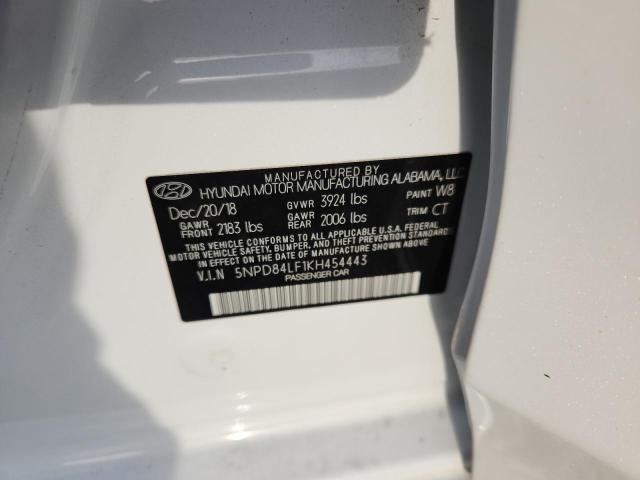 MANUFACTURED BY
HYUNDAI MOTOR MANUFACTURING ALABAMA, LLC
Dec/20/18 GVWR 3924 lbs PAINT W8
GAWR FRONT 2183 lbs GAWR REAR 2006 lbs TRIM CT
THIS VEHICLE CONFORMS TO ALL APPLICABLE U.S.A. FEDERAL
MOTOR VEHICLE SAFETY, BUMPER, AND THEFT PREVENTION STANDARDS
IN EFFECT ON THE DATE OF MANUFACTURE SHOWN ABOVE.
V.I.N 5NPD84LF1KH454443
PASSENGER CAR